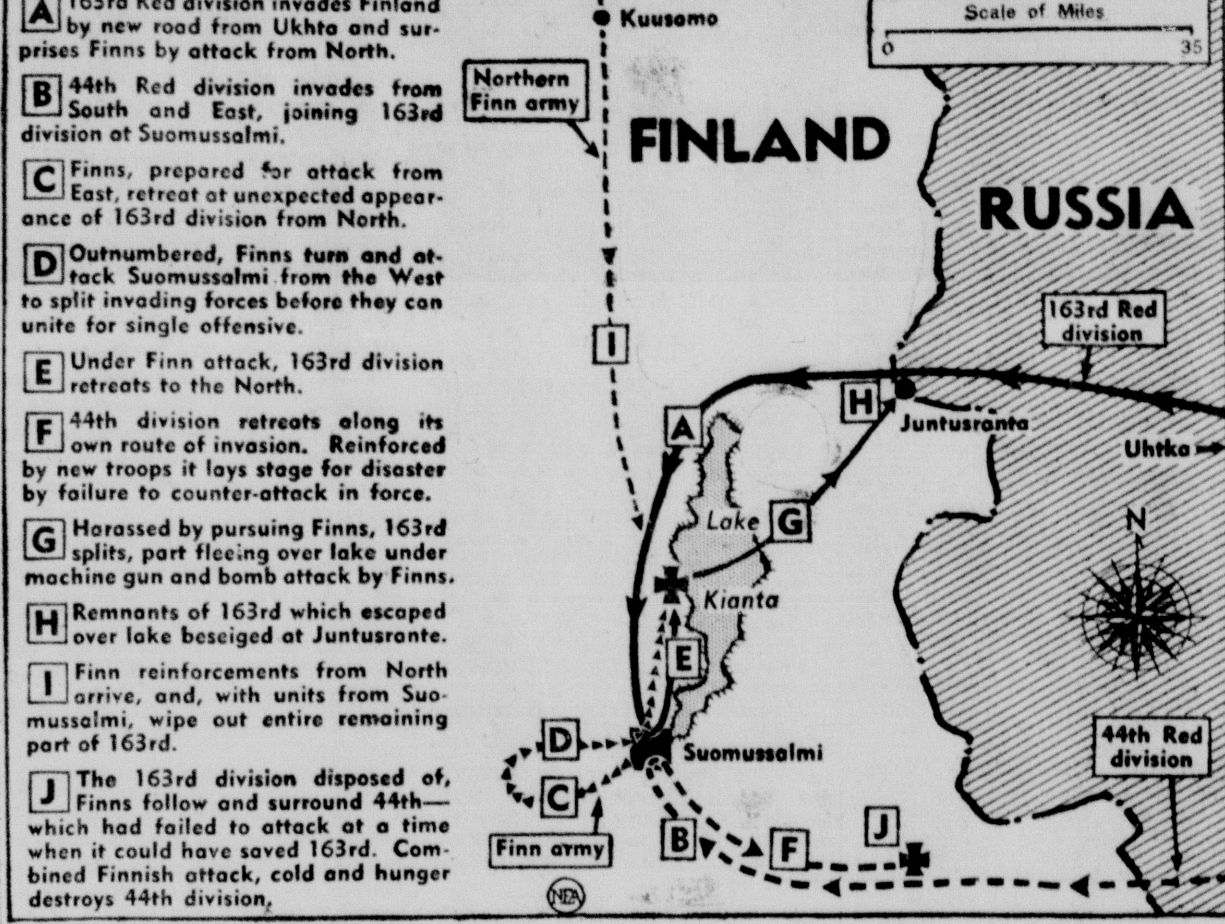 A 163rd Red division invades Finland
by new road from Ukhta and sur-
prises Finns by attack from North.
B 44th Red division invades from
South and East, joining 163rd
division at Suomussalmi.
C Finns, prepared for attack from
East, retreat at unexpected appear-
ance of 163rd division from North.
D Outnumbered, Finns turn and at-
tack Suomussalmi from the West
to split invading forces before they can
unite for single offensive.
E Under Finn attack, 163rd division
retreats to the North.
F 44th division retreats along its
own route of invasion. Reinforced
by new troops it lays stage for disaster
by failure to counter-attack in force.
G Harassed by pursuing Finns, 163rd
splits, part fleeing over lake under
machine gun and bomb attack by Finns.
H Remnants of 163rd which escaped
over lake beseiged at Juntusrante.
I Finn reinforcements from North
arrive, and, with units from Suo-
mussalmi, wipe out entire remaining
part of 163rd.
J The 163rd division disposed of,
Finns follow and surround 44th—
which had failed to attack at a time
when it could have saved 163rd. Com-
bined Finnish attack, cold and hunger
destroys 44th division.
Kuusamo
Scale of Miles
0 35
Northern
Finn army
FINLAND
RUSSIA
163rd Red
division
I
H
Juntusranta
A
Uhtka
Lake
G
N
Kianta
E
D
Suomussalmi
44th Red
division
C
J
B
F
Finn army
NEA